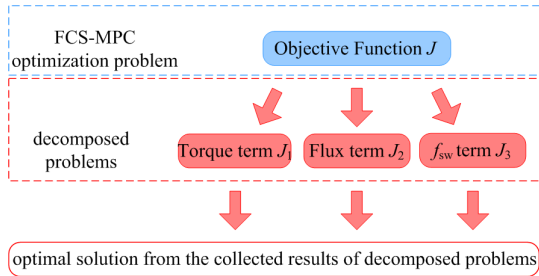 FCS-MPC
optimization problem
Objective Function J
decomposed
problems
Torque term J1
Flux term J2
fsw term J3
optimal solution from the collected results of decomposed problems